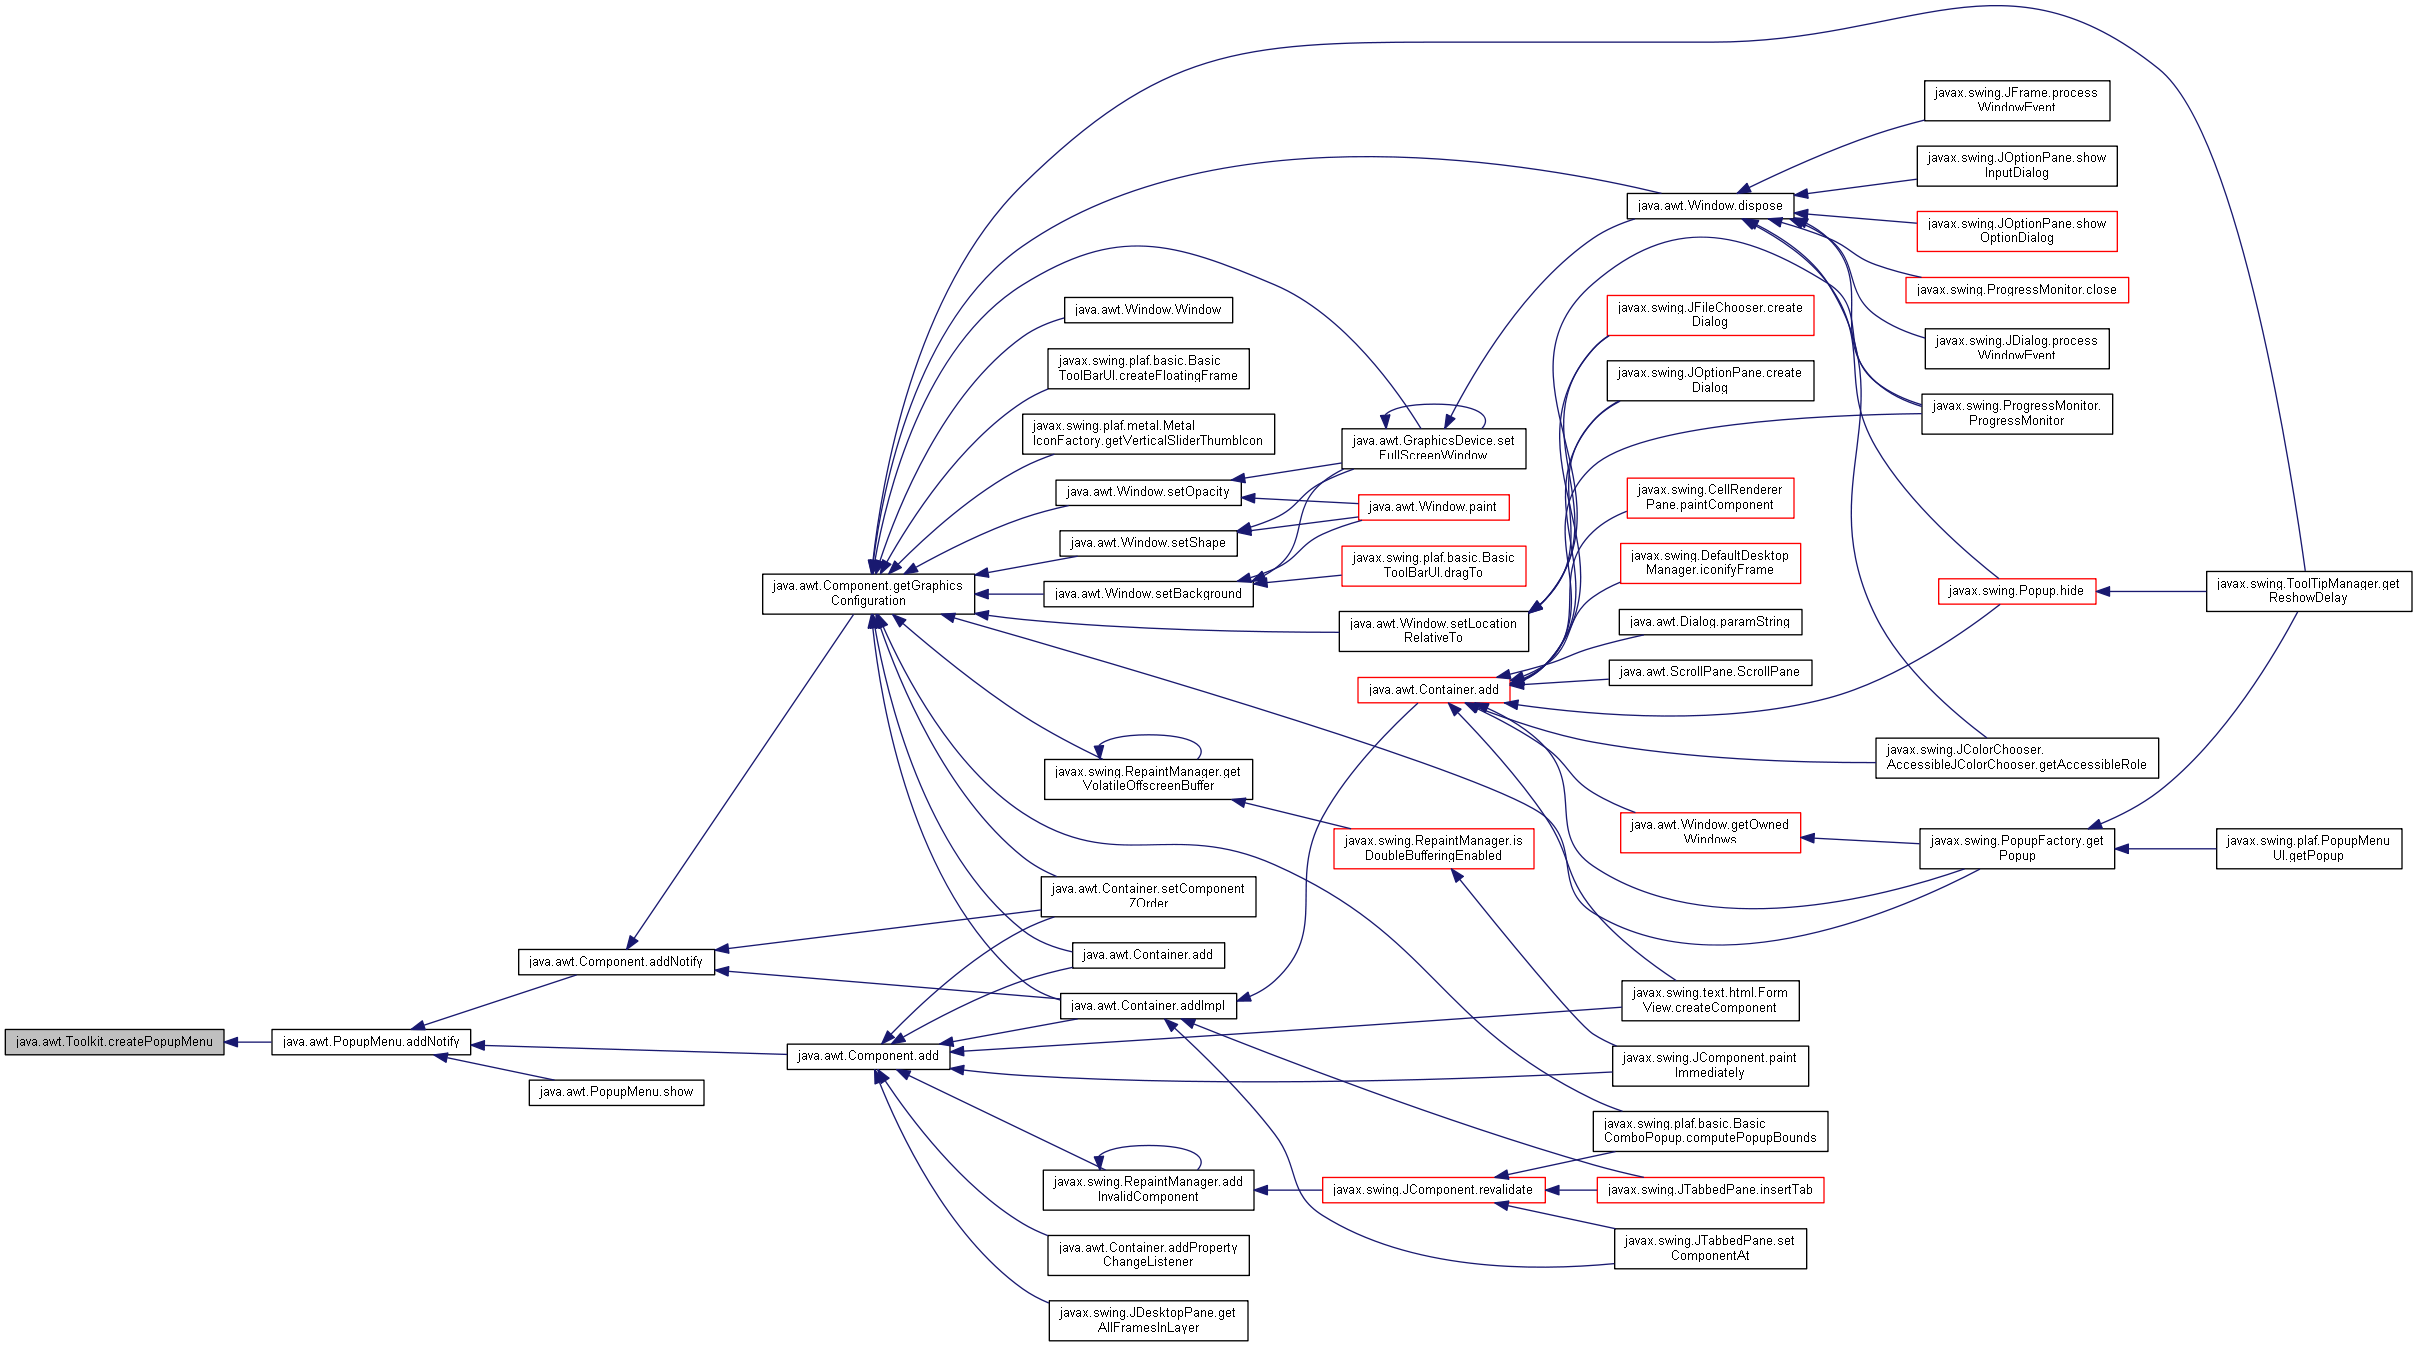 java.awt.Toolkit.createPopupMenu
java.awt.PopupMenu.addNotify
java.awt.Component.addNotify
java.awt.PopupMenu.show
java.awt.Component.getGraphics
Configuration
java.awt.Component.add
java.awt.Window.Window
javax.swing.plaf.basic.Basic
ToolBarUI.createFloatingFrame
javax.swing.plaf.metal.Metal
IconFactory.getVerticalSliderThumbIcon
java.awt.Window.setOpacity
java.awt.Window.setShape
java.awt.Window.setBackground
javax.swing.RepaintManager.get
VolatileOffscreenBuffer
java.awt.Container.setComponent
ZOrder
java.awt.Container.add
java.awt.Container.addImpl
javax.swing.RepaintManager.add
InvalidComponent
java.awt.Container.addProperty
ChangeListener
javax.swing.JDesktopPane.get
AllFramesInLayer
java.awt.GraphicsDevice.set
FullScreenWindow
java.awt.Window.paint
javax.swing.plaf.basic.Basic
ToolBarUI.dragTo
java.awt.Window.setLocation
RelativeTo
java.awt.Container.add
javax.swing.RepaintManager.is
DoubleBufferingEnabled
javax.swing.JComponent.revalidate
java.awt.Window.dispose
javax.swing.JFileChooser.create
Dialog
javax.swing.JOptionPane.create
Dialog
javax.swing.CellRenderer
Pane.paintComponent
javax.swing.DefaultDesktop
Manager.iconifyFrame
java.awt.Dialog.paramString
java.awt.ScrollPane.ScrollPane
java.awt.Window.getOwned
Windows
javax.swing.text.html.Form
View.createComponent
javax.swing.JComponent.paint
Immediately
javax.swing.plaf.basic.Basic
ComboPopup.computePopupBounds
javax.swing.JTabbedPane.insertTab
javax.swing.JTabbedPane.set
ComponentAt
javax.swing.JFrame.process
WindowEvent
javax.swing.JOptionPane.show
InputDialog
javax.swing.JOptionPane.show
OptionDialog
javax.swing.ProgressMonitor.close
javax.swing.JDialog.process
WindowEvent
javax.swing.ProgressMonitor.
ProgressMonitor
javax.swing.Popup.hide
javax.swing.JColorChooser.
AccessibleJColorChooser.getAccessibleRole
javax.swing.PopupFactory.get
Popup
javax.swing.ToolTipManager.get
ReshowDelay
javax.swing.plaf.PopupMenu
UI.getPopup